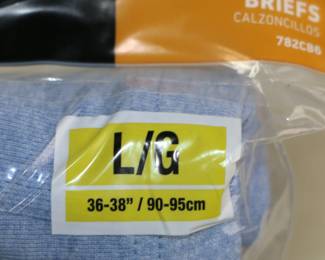 BRIEFS
CALZONCILLOS
782CB6
L/G
36-38” / 90-95cm